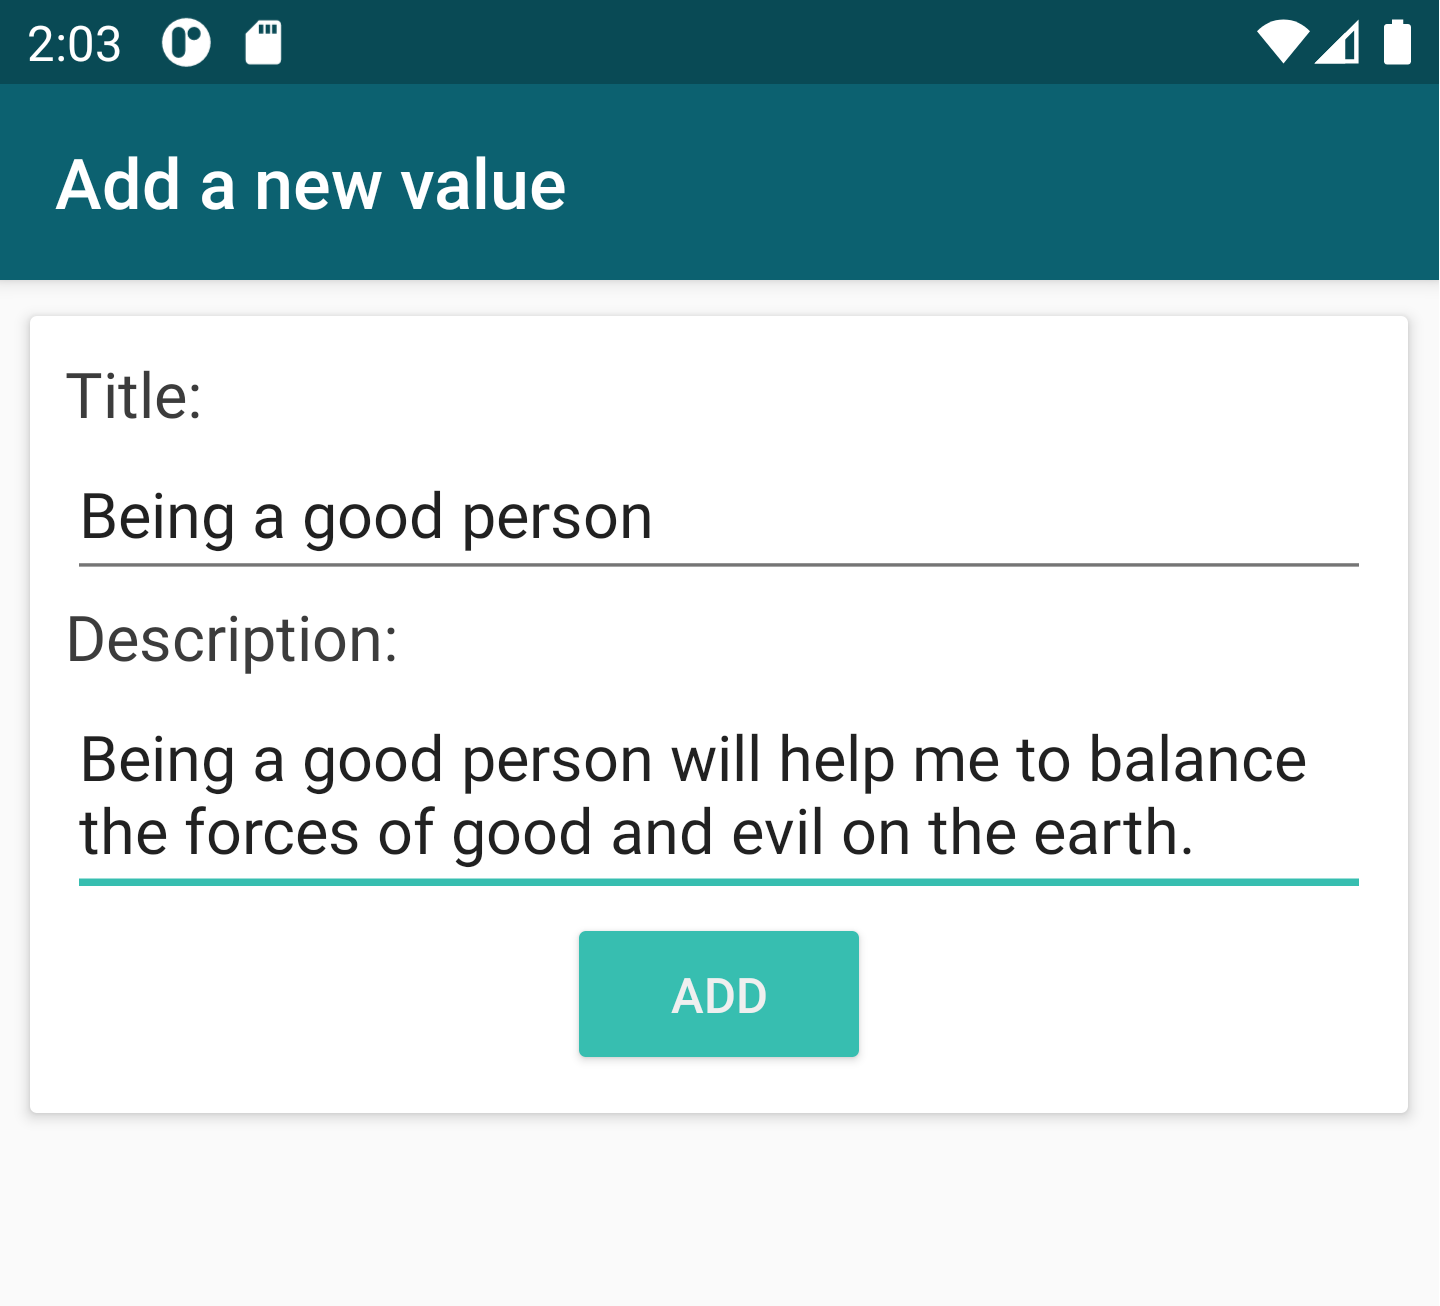 2:03
Add a new value
Title:
Being a good person
Description:
Being a good person will help me to balance
the forces of good and evil on the earth.
ADD